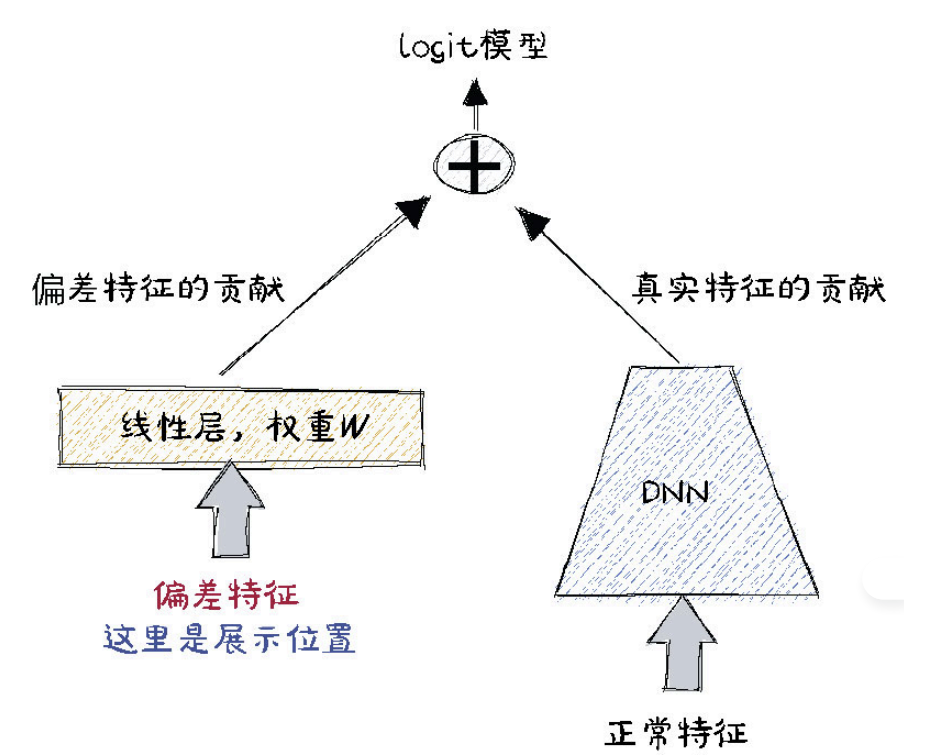 logit模型
偏差特征的贡献
真实特征的贡献
线性层，权重W
DNN
偏差特征
这里是展示位置
正常特征